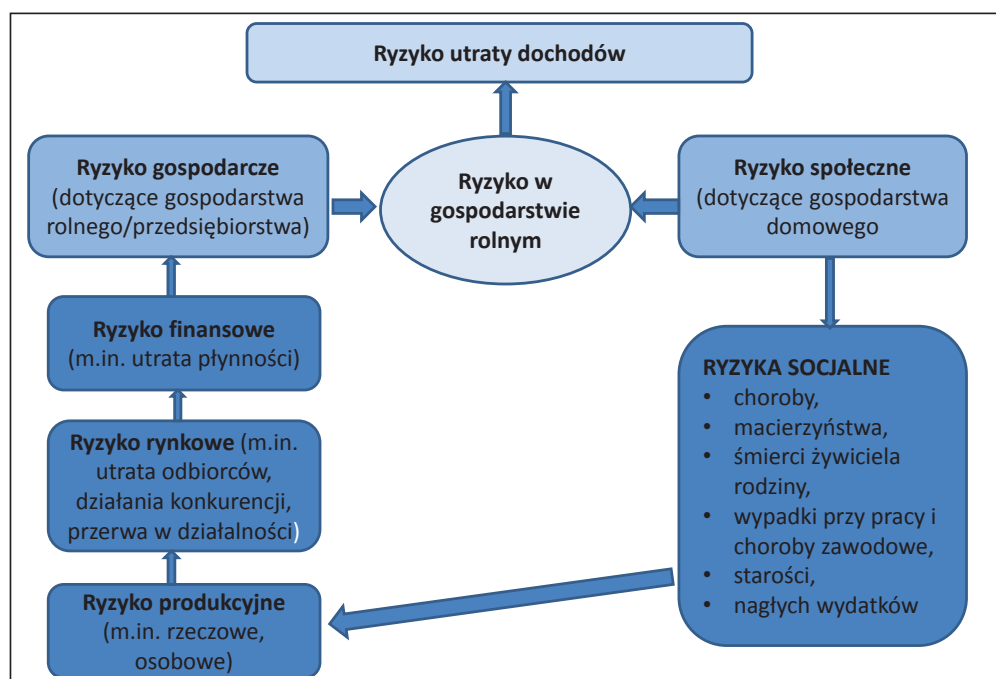 Ryzyko utraty dochodów
Ryzyko gospodarcze
(dotyczące gospodarstwa
rolnego/przedsiębiorstwa)
Ryzyko w
gospodarstwie
rolnym
Ryzyko społeczne
(dotyczące gospodarstwa
domowego
Ryzyko finansowe
(m.in. utrata płynności)
Ryzyko rynkowe (m.in.
utrata odbiorców,
działania konkurencji,
przerwa w działalności)
Ryzyko produkcyjne
(m.in. rzeczowe,
osobowe)
RYZYKA SOCJALNE
• choroby,
• macierzyństwa,
• śmierci żywiciela
rodziny,
• wypadki przy pracy i
choroby zawodowe,
• starości,
• nagłych wydatków